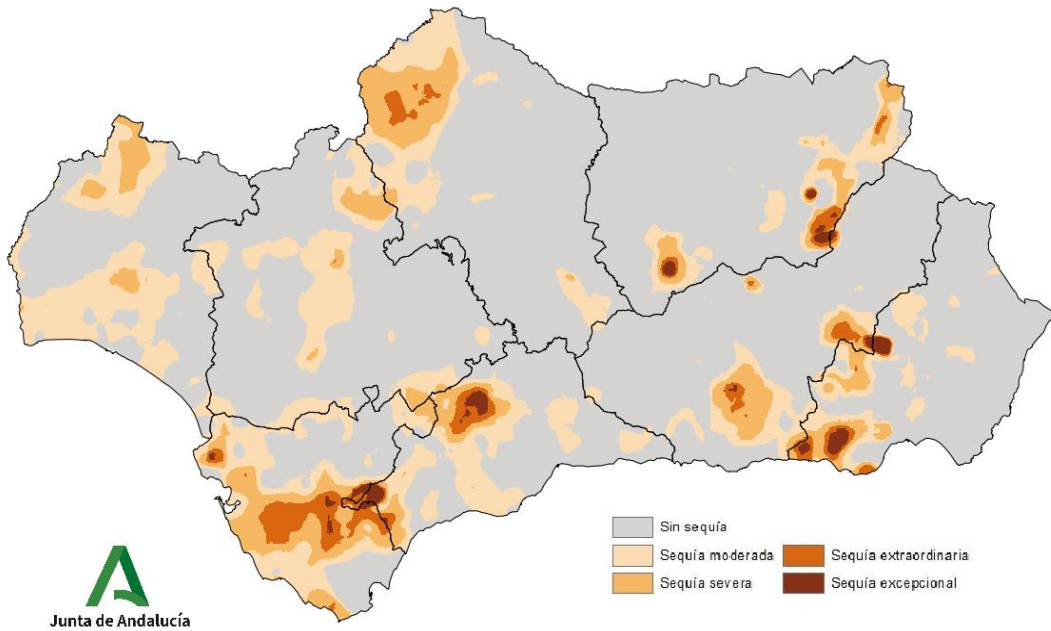 Sin sequía
Sequía moderada
Sequía extraordinaria
Sequía severa
Sequía excepcional
Junta de Andalucía